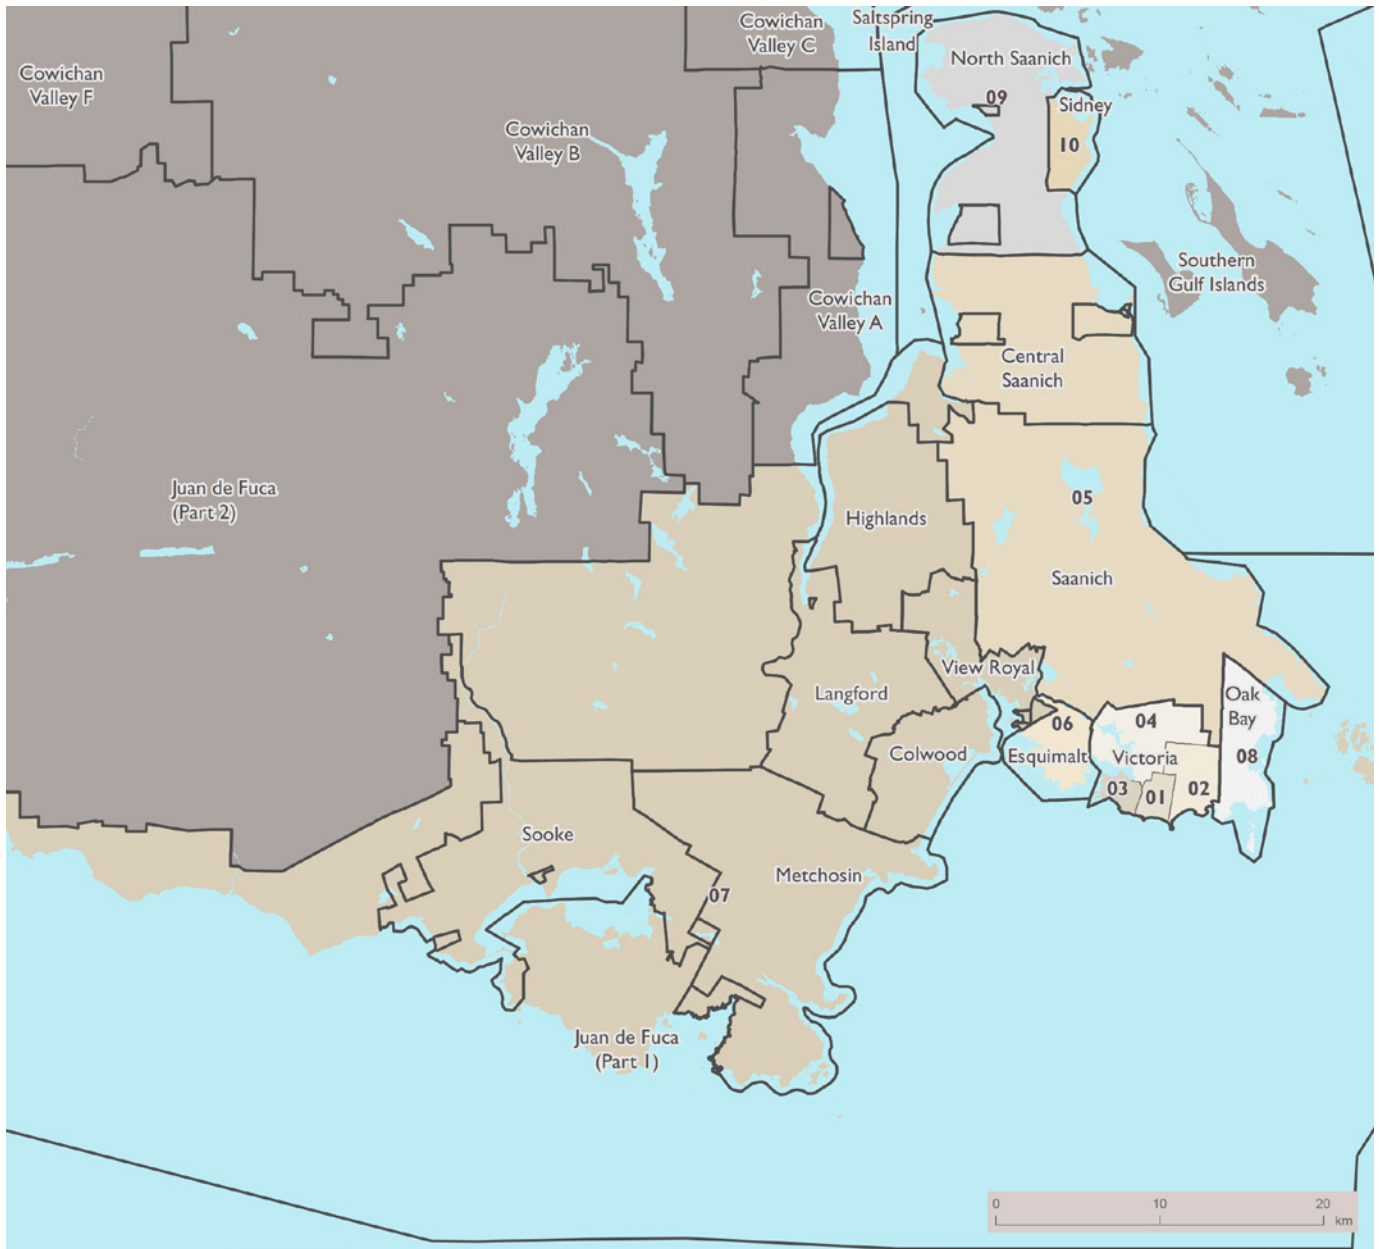 Cowichan
Valley C
Saltspring
Island
North Saanich
Cowichan
Valley F
09
Sidney
10
Cowichan
Valley B
Southern
Gulf Islands
Cowichan
Valley A
Central
Saanich
Juan de Fuca
(Part 2)
05
Highlands
Saanich
View Royal
Langford
Oak
Bay
06
04
Colwood
Esquimalt
Victoria
08
03
01
02
Sooke
Metchosin
07
Juan de Fuca
(Part 1)
0 10 20
km